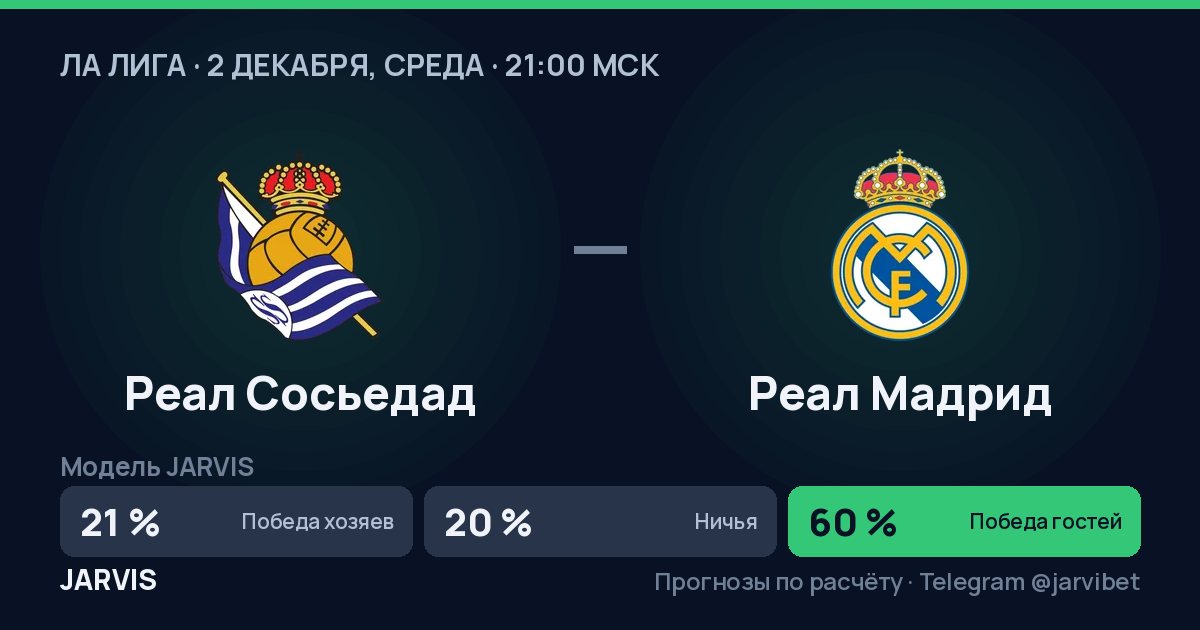 ЛА ЛИГА · 2 ДЕКАБРЯ, СРЕДА · 21:00 МСК
Реал Сосьедад
Реал Мадрид
Модель JARVIS
21 % Победа хозяев
20 % Ничья
60 % Победа гостей
JARVIS
Прогнозы по расчёту · Telegram @jarvibet